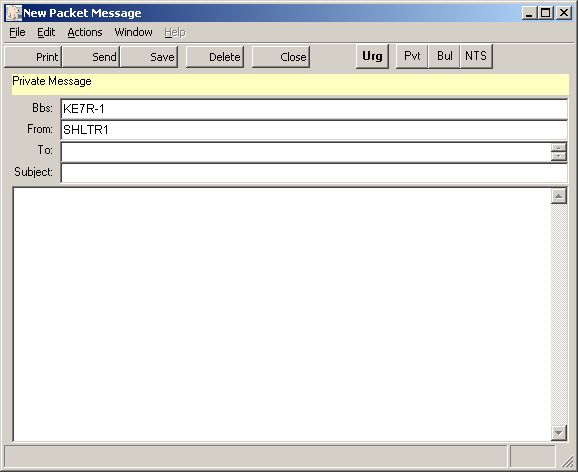 New Packet Message
File Edit Actions Window Help
Print Send Save Delete Close Urg Pvt Bul NTS
Private Message
Bbs: KE7R-1
From: SHLTR1
To:
Subject: